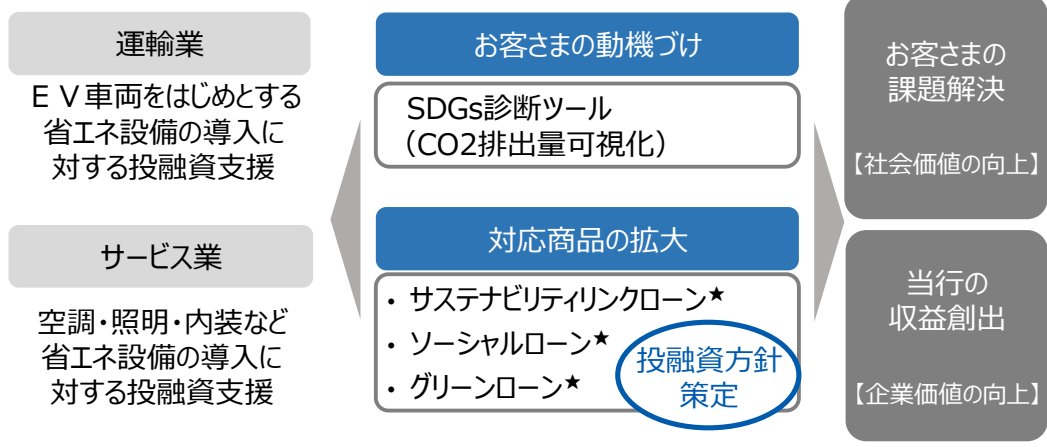 運輸業
ＥＶ車両をはじめとする
省エネ設備の導入に
対する投融資支援
サービス業
空調・照明・内装など
省エネ設備の導入に
対する投融資支援
お客さまの動機づけ
SDGs診断ツール
（CO2排出量可視化）
対応商品の拡大
・ サステナビリティリンクローン★
・ ソーシャルローン★
・ グリーンローン★
投融資方針
策定
お客さまの
課題解決
【社会価値の向上】
当行の
収益創出
【企業価値の向上】